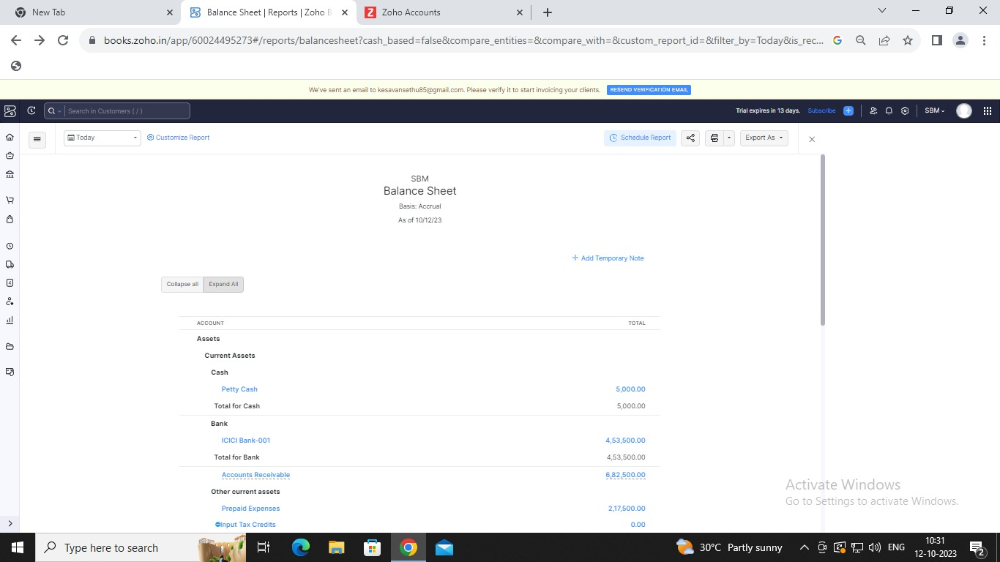 New Tab
Balance Sheet | Reports | Zoho B
Zoho Accounts
books.zoho.in/app/60024495273#/reports/balancesheet?cash_based=false&compare_entities=&compare_with=&custom_report_id=&filter_by=Today&is_rec...
We've sent an email to kesavansethu85@gmail.com. Please verify it to start invoicing your clients. RESEND VERIFICATION EMAIL
Search in Customers ( / )
Trial expires in 13 days. Subscribe
SBM
Today
Customize Report
Schedule Report
Export As
SBM
Balance Sheet
Basis: Accrual
As of 10/12/23
Add Temporary Note
Collapse all Expand All
ACCOUNT TOTAL
Assets
Current Assets
Cash
Petty Cash 5,000.00
Total for Cash 5,000.00
Bank
ICICI Bank-001 4,53,500.00
Total for Bank 4,53,500.00
Accounts Receivable 6,82,500.00
Other current assets
Prepaid Expenses 2,17,500.00
Input Tax Credits 0.00
Activate Windows
Go to Settings to activate Windows.
Type here to search
30°C Partly sunny
ENG
10:31
12-10-2023
2